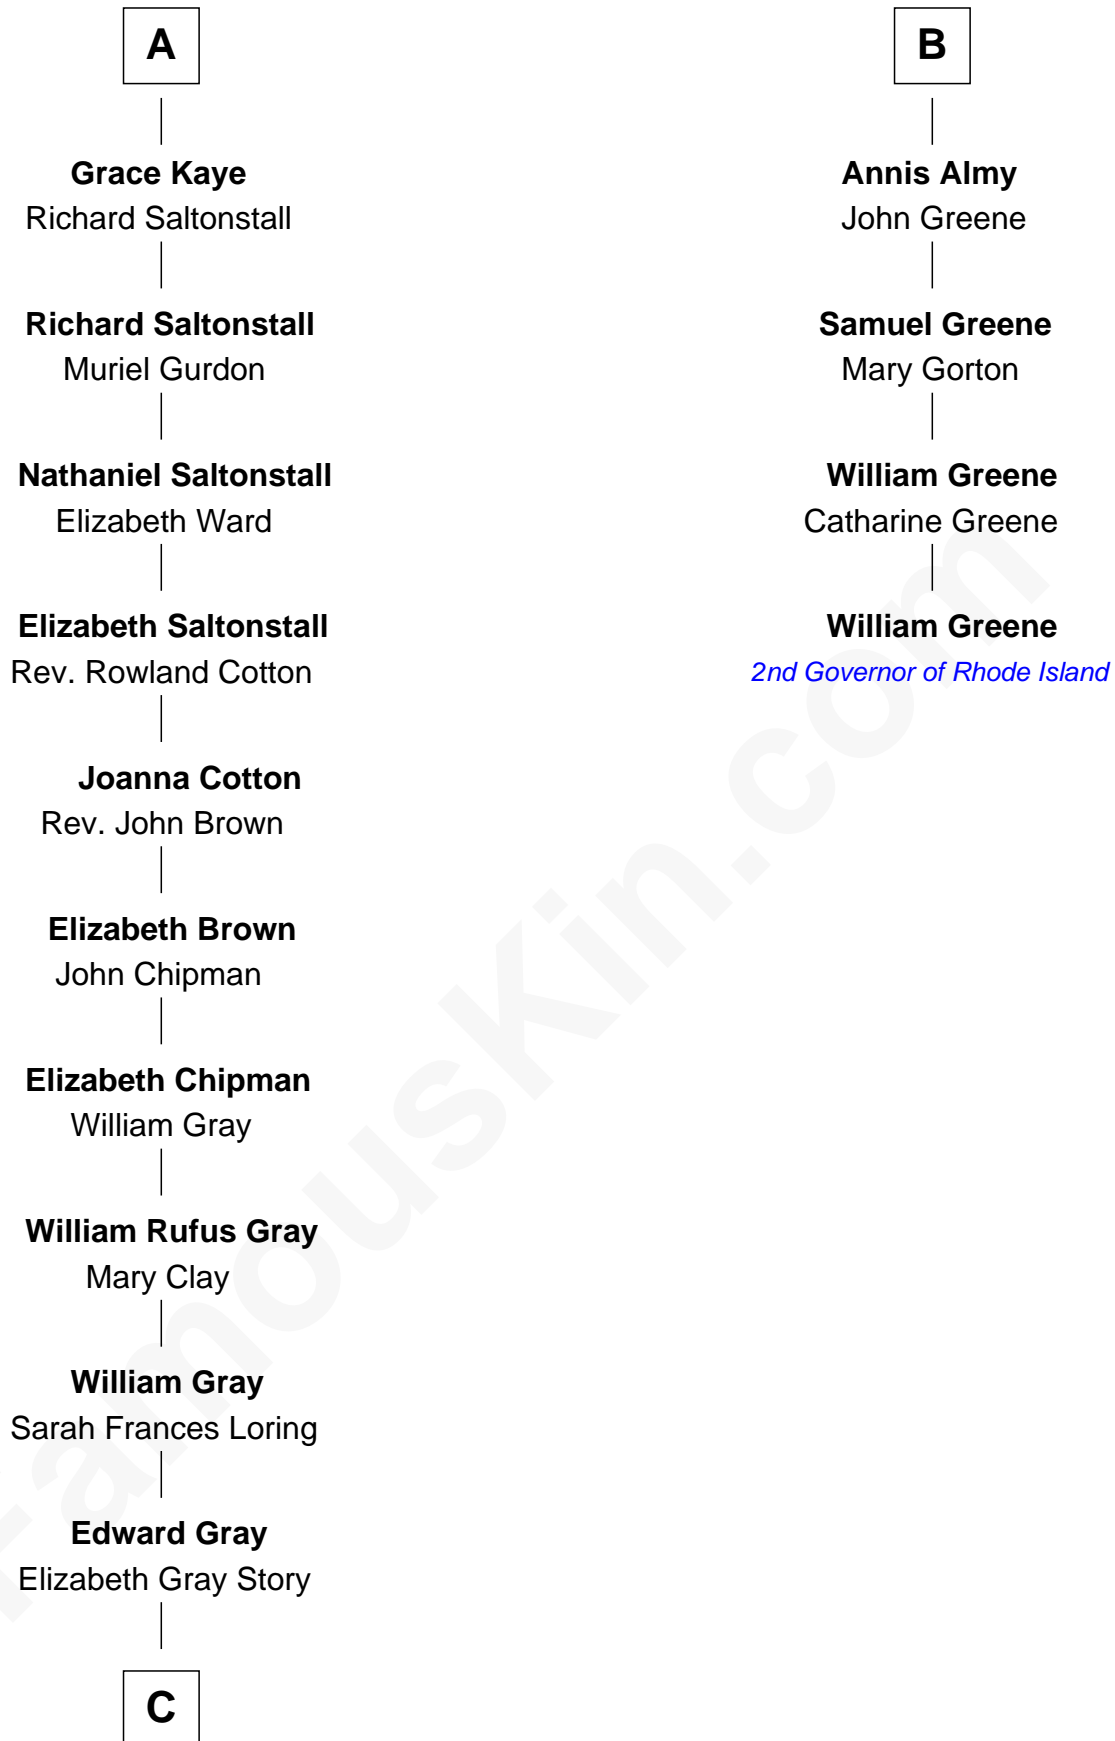 A
Grace Kaye
Richard Saltonstall
Richard Saltonstall
Muriel Gurdon
Nathaniel Saltonstall
Elizabeth Ward
Elizabeth Saltonstall
Rev. Rowland Cotton
Joanna Cotton
Rev. John Brown
Elizabeth Brown
John Chipman
Elizabeth Chipman
William Gray
William Rufus Gray
Mary Clay
William Gray
Sarah Frances Loring
Edward Gray
Elizabeth Gray Story
C
B
Annis Almy
John Greene
Samuel Greene
Mary Gorton
William Greene
Catharine Greene
William Greene
2nd Governor of Rhode Island
FamousKin.com